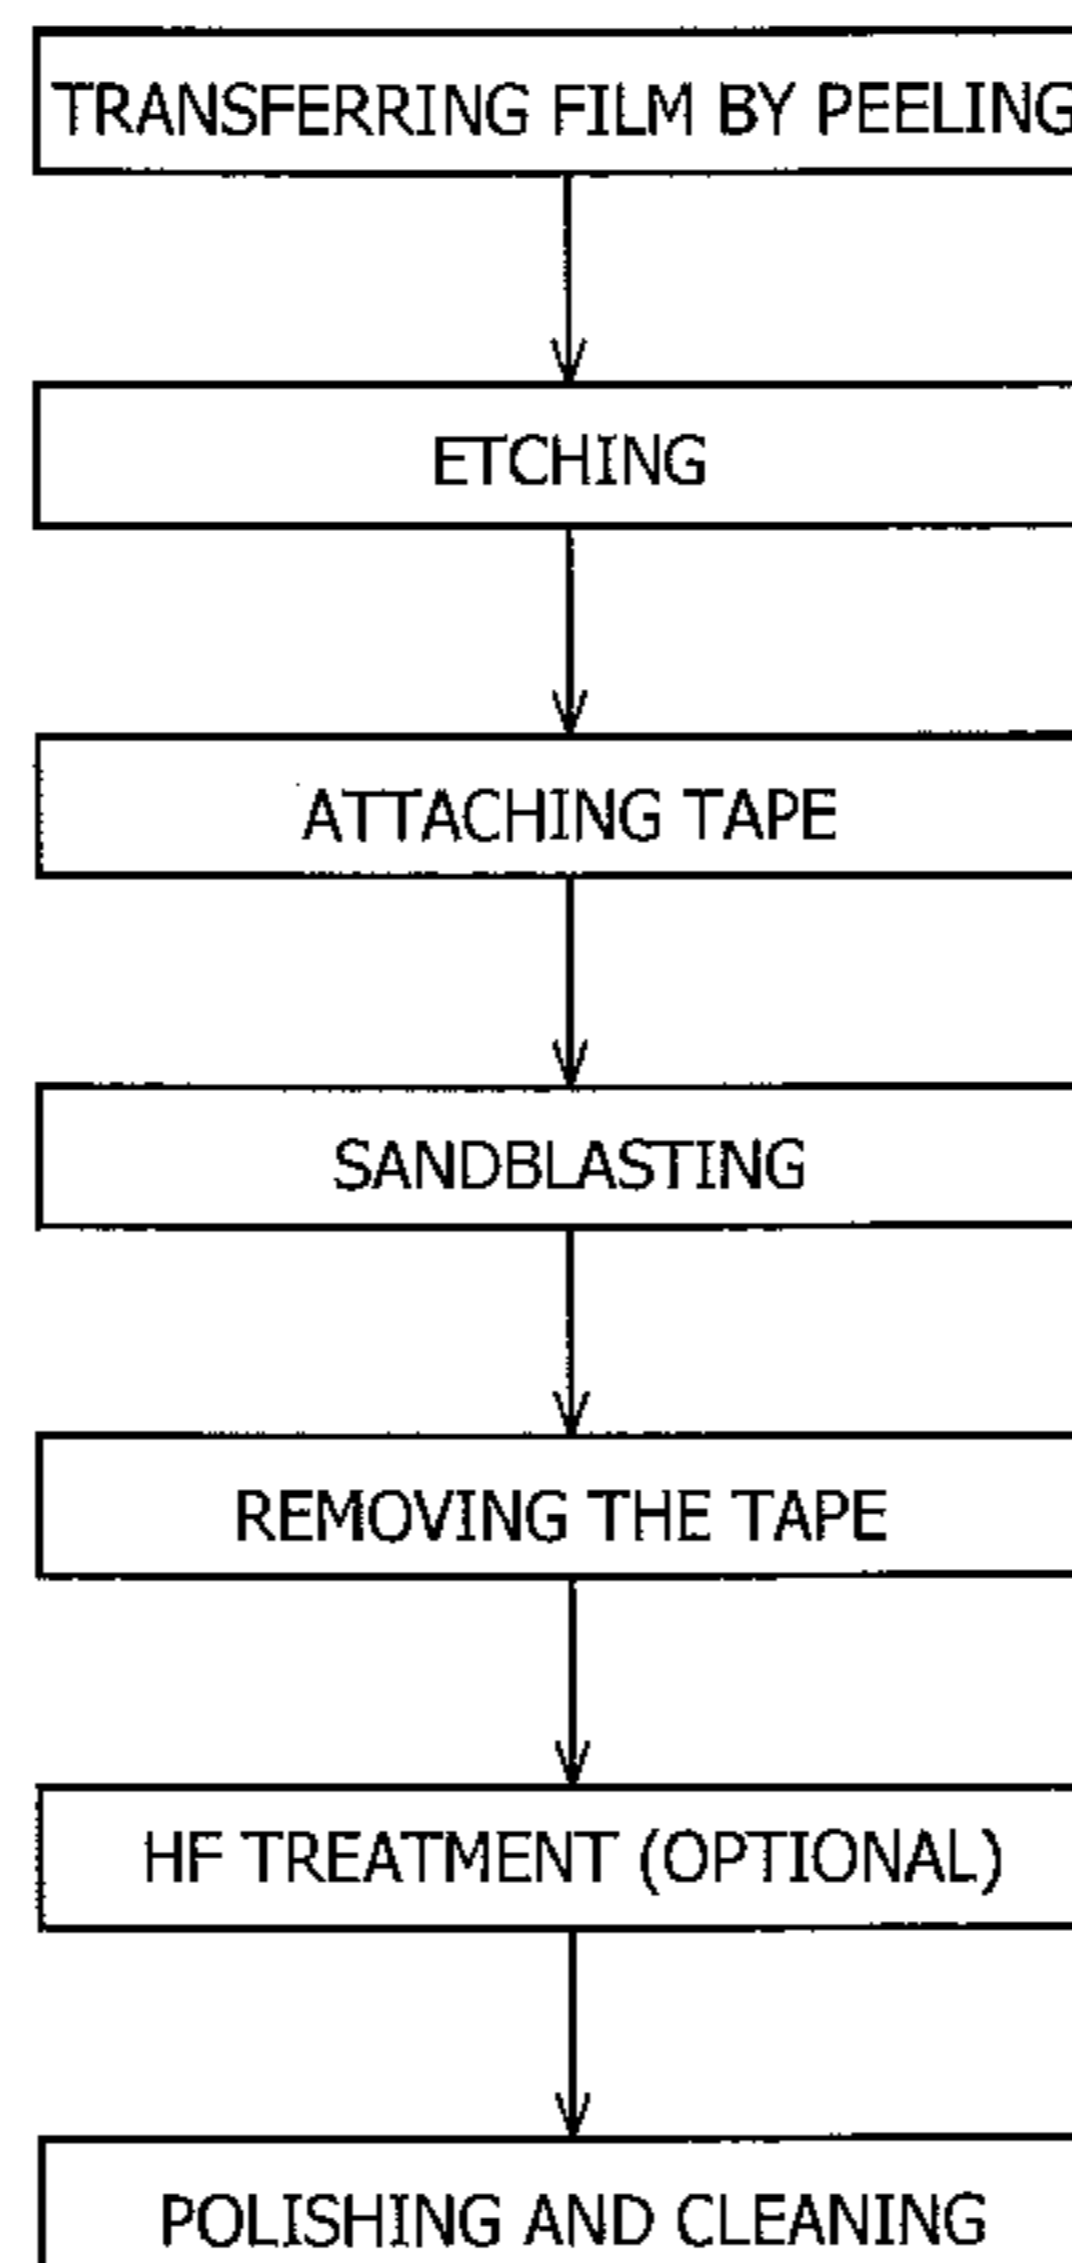 TRANSFERRING FILM BY PEELING
ETCHING
ATTACHING TAPE
SANDBLASTING
REMOVING THE TAPE
HF TREATMENT (OPTIONAL)
POLISHING AND CLEANING